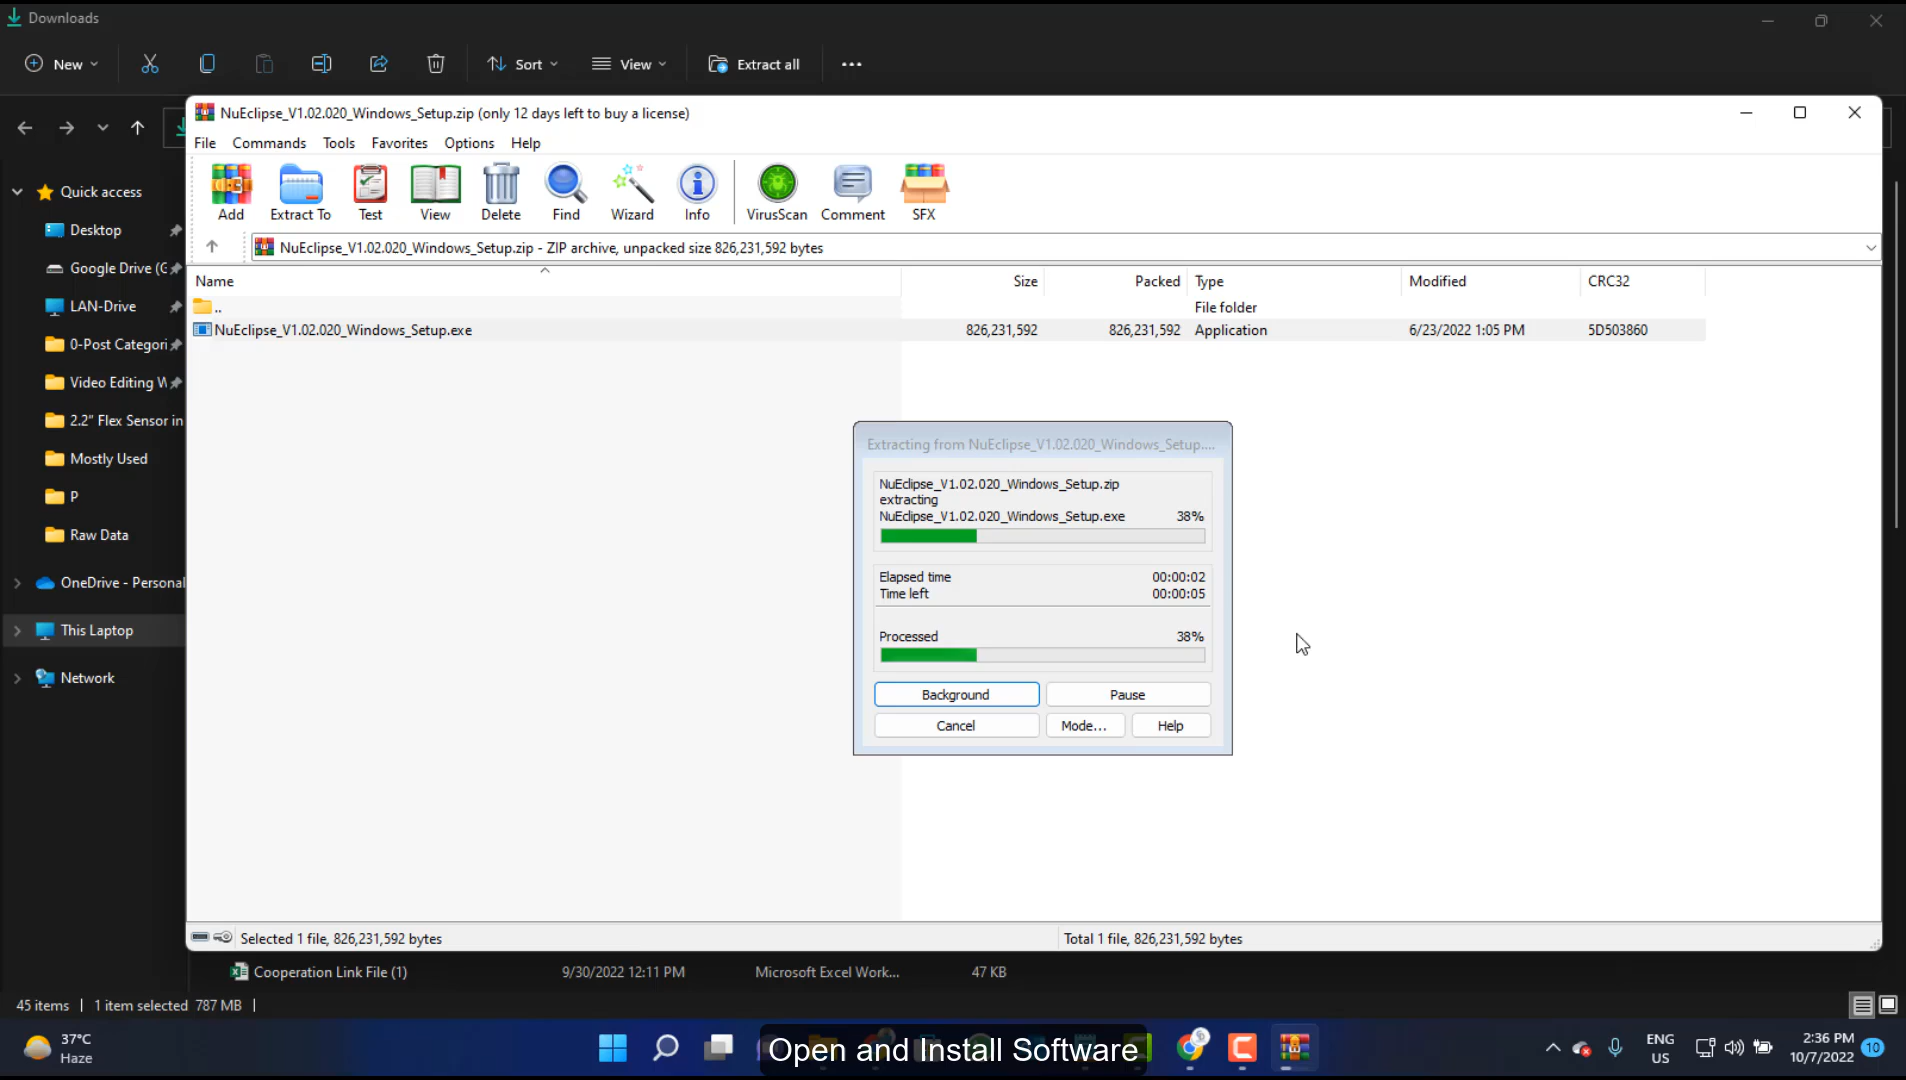 Downloads
New
Sort
View
Extract all
NuEclipse_V1.02.020_Windows_Setup.zip (only 12 days left to buy a license)
File Commands Tools Favorites Options Help
Add Extract To Test View Delete Find Wizard Info VirusScan Comment SFX
NuEclipse_V1.02.020_Windows_Setup.zip - ZIP archive, unpacked size 826,231,592 bytes
Name Size Packed Type Modified CRC32
.. File folder
NuEclipse_V1.02.020_Windows_Setup.exe 826,231,592 826,231,592 Application 6/23/2022 1:05 PM 5D503860
Quick access
Desktop
Google Drive (G
LAN-Drive
0-Post Categori
Video Editing W
2.2" Flex Sensor in
Mostly Used
P
Raw Data
OneDrive - Personal
This Laptop
Network
Extracting from NuEclipse_V1.02.020_Windows_Setup....
NuEclipse_V1.02.020_Windows_Setup.zip
extracting
NuEclipse_V1.02.020_Windows_Setup.exe 38%
Elapsed time 00:00:02
Time left 00:00:05
Processed 38%
Background Pause
Cancel Mode... Help
Selected 1 file, 826,231,592 bytes Total 1 file, 826,231,592 bytes
Cooperation Link File (1) 9/30/2022 12:11 PM Microsoft Excel Work... 47 KB
45 items 1 item selected 787 MB
37°C
Haze
Open and Install Software
ENG
US
2:36 PM
10/7/2022
10